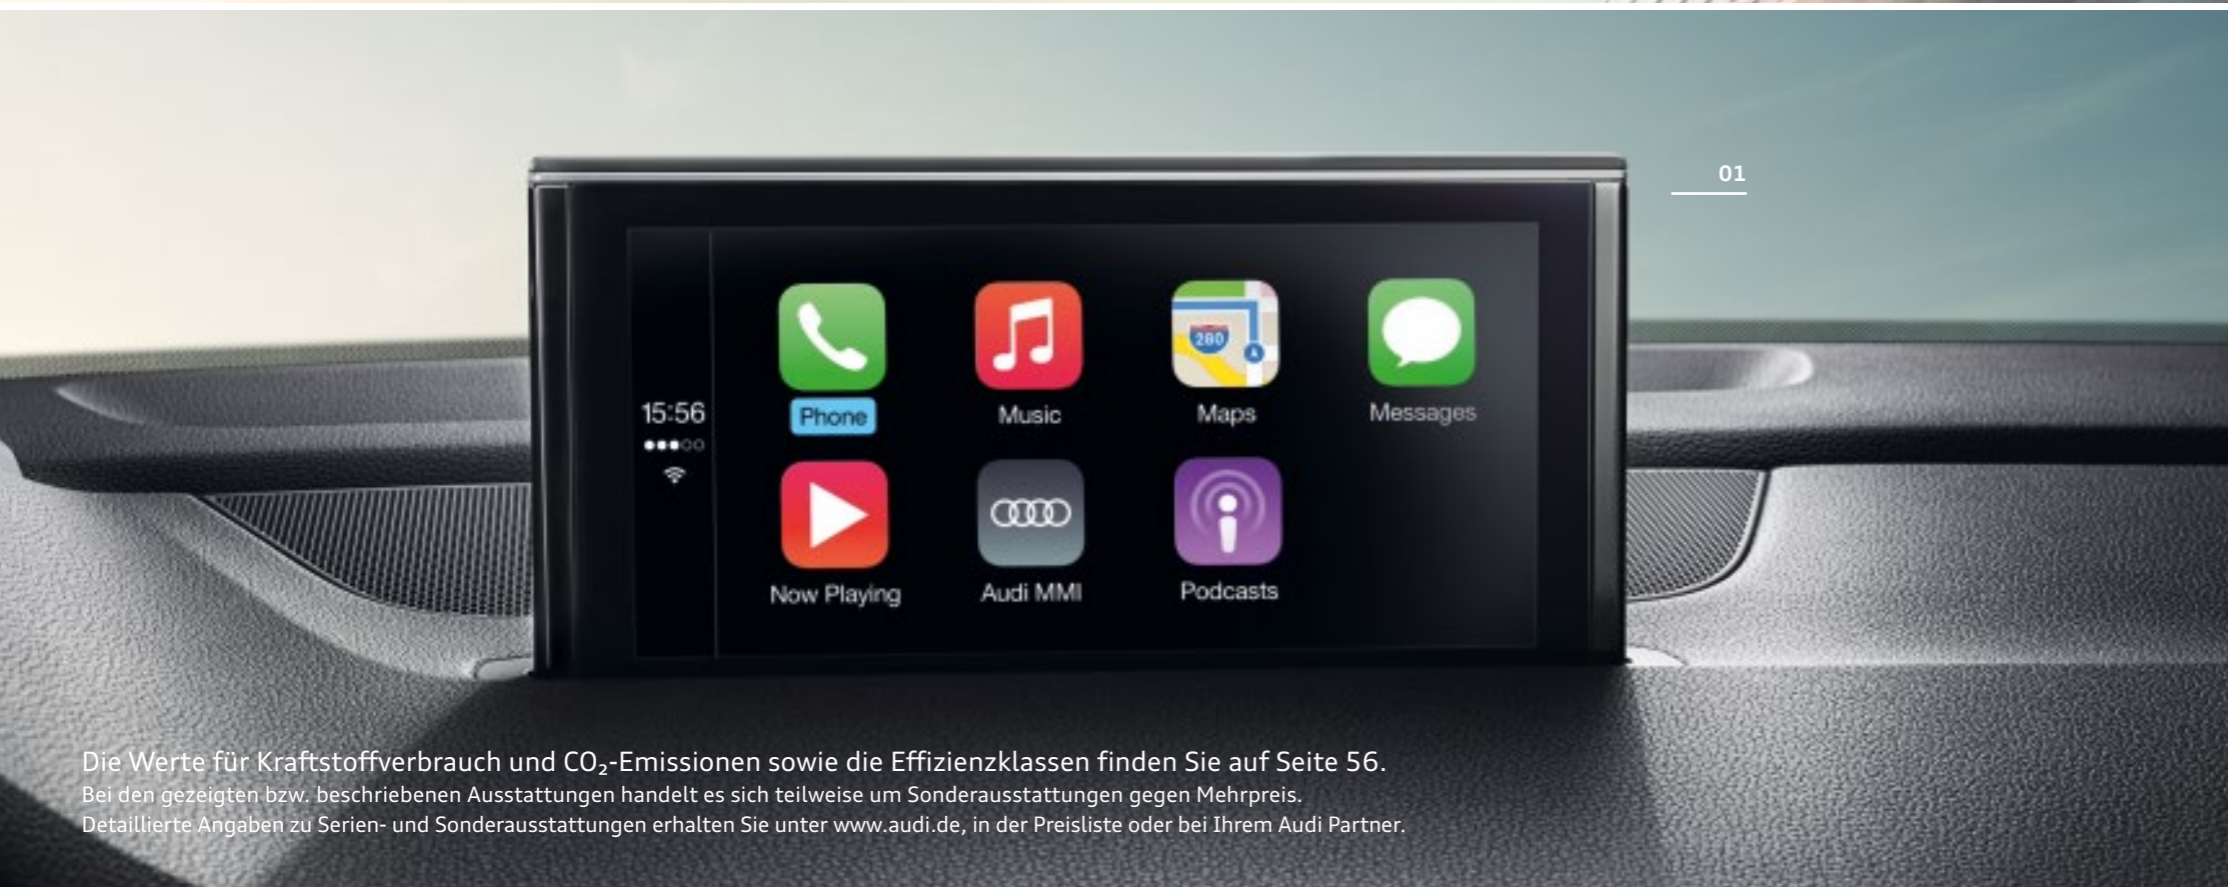 01
280
15:56
Phone
Music
Maps
Messages
Now Playing
Audi MMI
Podcasts
Die Werte für Kraftstoffverbrauch und CO₂-Emissionen sowie die Effizienzklassen finden Sie auf Seite 56.
Bei den gezeigten bzw. beschriebenen Ausstattungen handelt es sich teilweise um Sonderausstattungen gegen Mehrpreis.
Detaillierte Angaben zu Serien- und Sonderausstattungen erhalten Sie unter www.audi.de, in der Preisliste oder bei Ihrem Audi Partner.